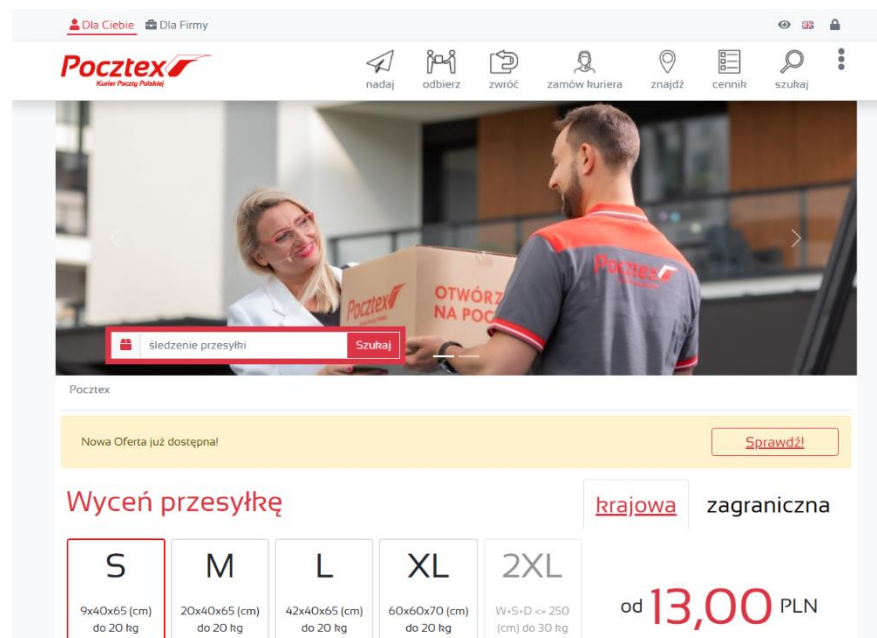 Dla Ciebie Dla Firmy
Pocztex
Kurier Poczty Polskiej
nadaj odbierz zwróć zamów kuriera znajdź cennik szukaj
Pocztex
Pocztex
OTWÓRZ
NA POC
śledzenie przesyłki Szukaj
Pocztex
Nowa Oferta już dostępna! Sprawdź!
Wyceń przesyłkę krajowa zagraniczna
S M L XL 2XL
9x40x65 (cm) 20x40x65 (cm) 42x40x65 (cm) 60x60x70 (cm) W+S+D <= 250
do 20 kg do 20 kg do 20 kg do 20 kg (cm) do 30 kg
od 13,00 PLN